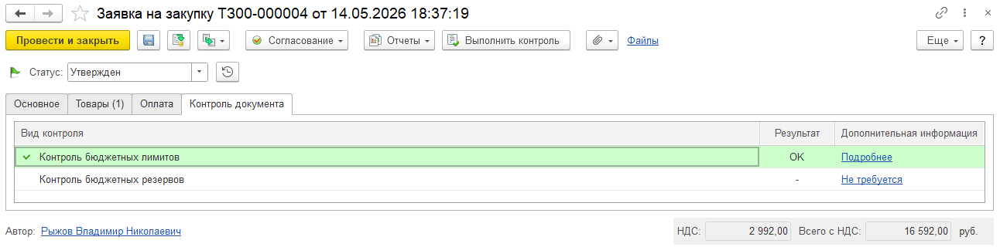 Заявка на закупку Т300-000004 от 14.05.2026 18:37:19
Провести и закрыть Согласование Отчеты Выполнить контроль Файлы Еще ?
Статус: Утвержден
Основное Товары (1) Оплата Контроль документа
Вид контроля Результат Дополнительная информация
Контроль бюджетных лимитов ОК Подробнее
Контроль бюджетных резервов - Не требуется
Автор: Рыжов Владимир Николаевич НДС: 2 992,00 Всего с НДС: 16 592,00 руб.